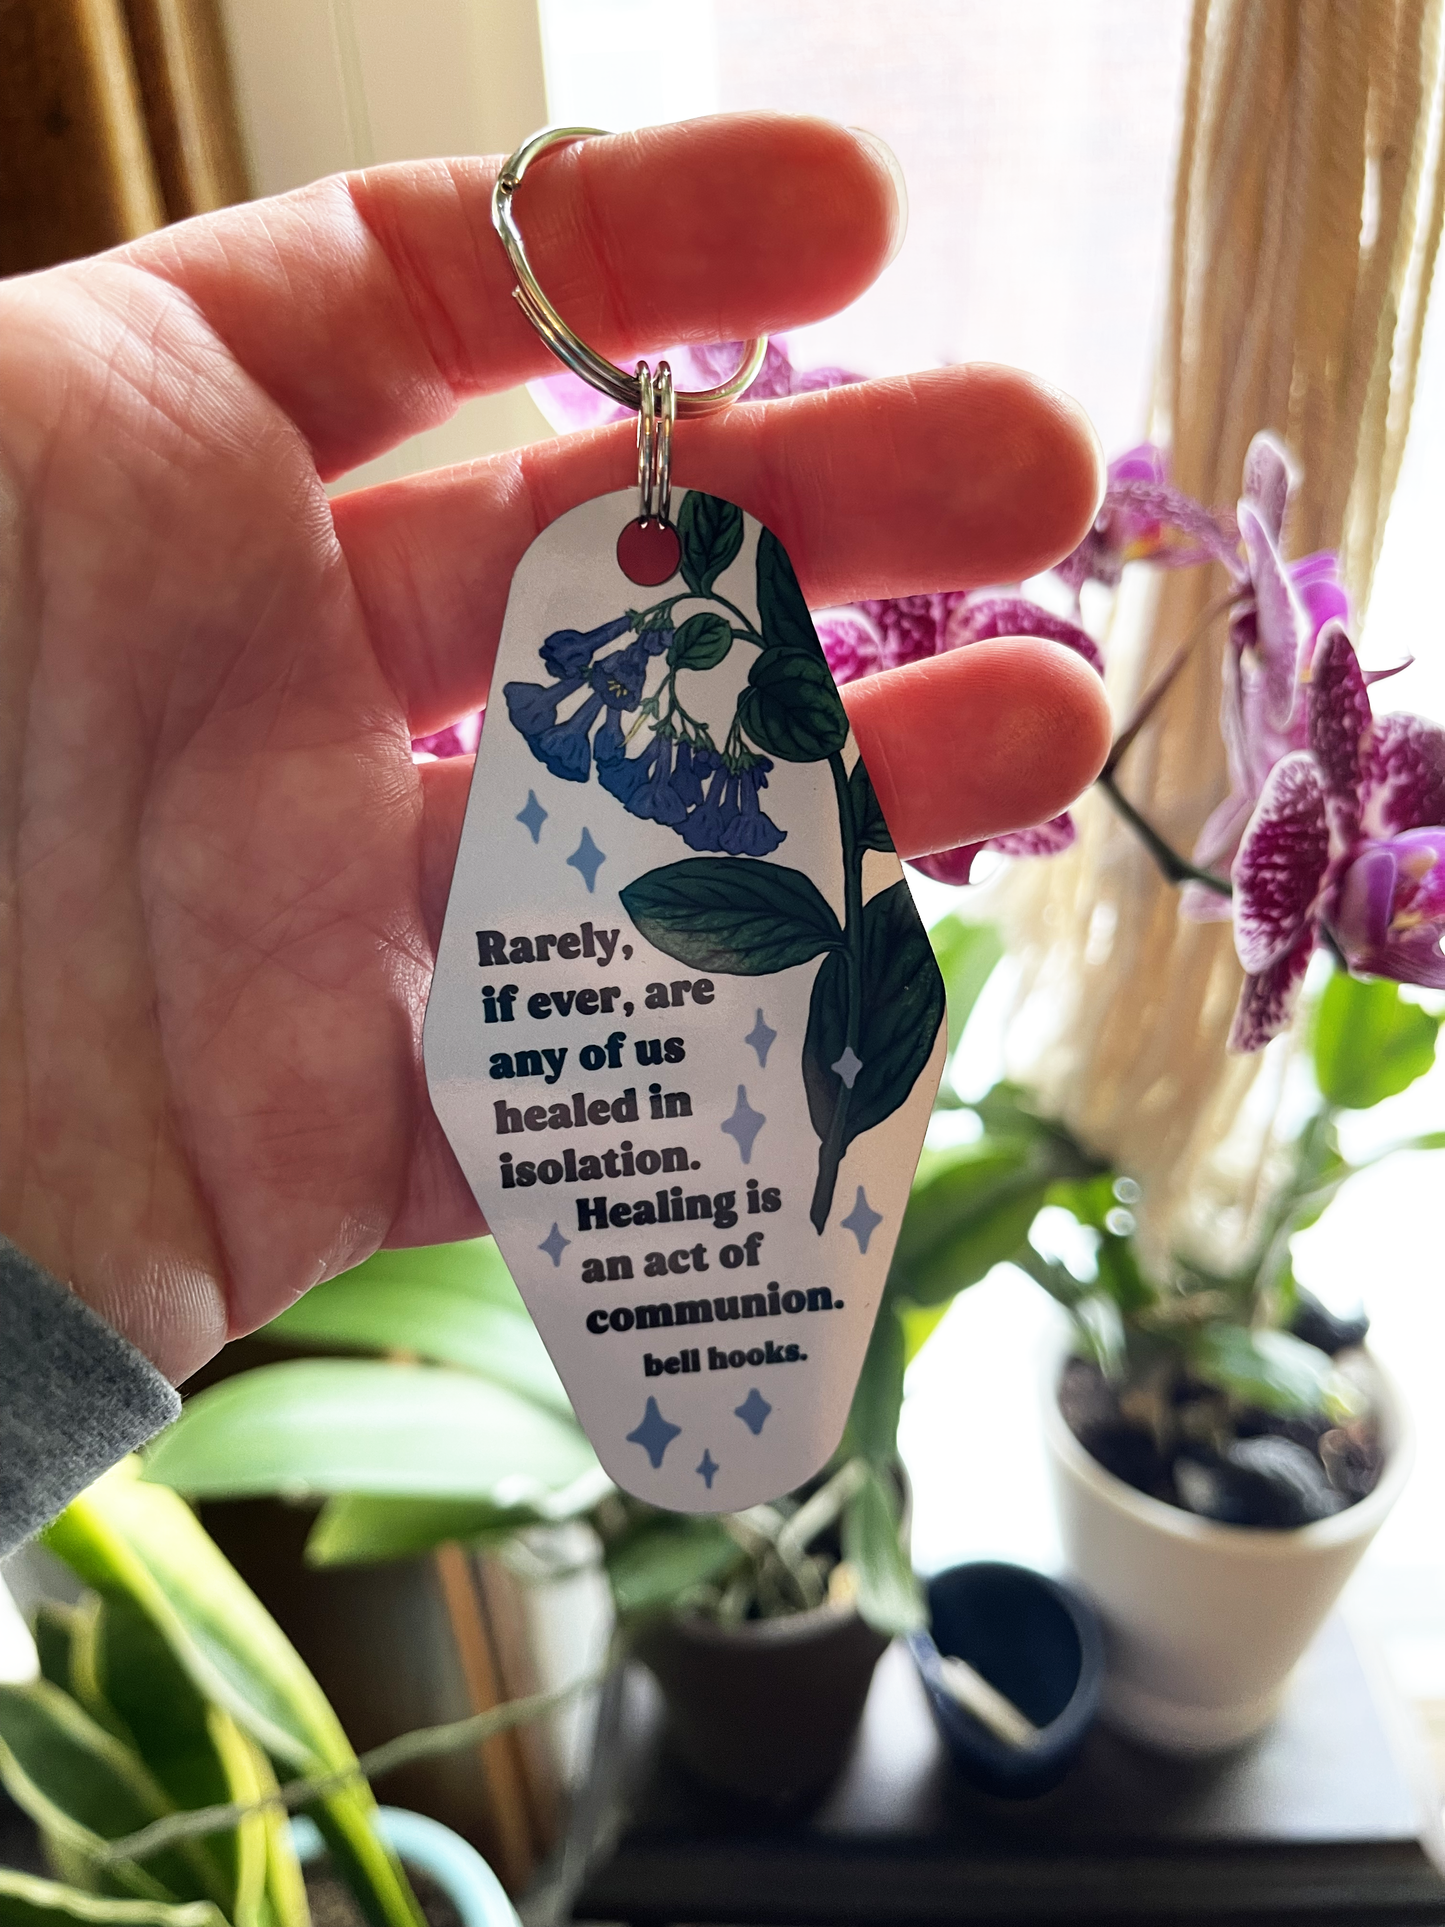 Rarely,
if ever, are
any of us
healed in
isolation.
Healing is
an act of
communion.
bell hooks.